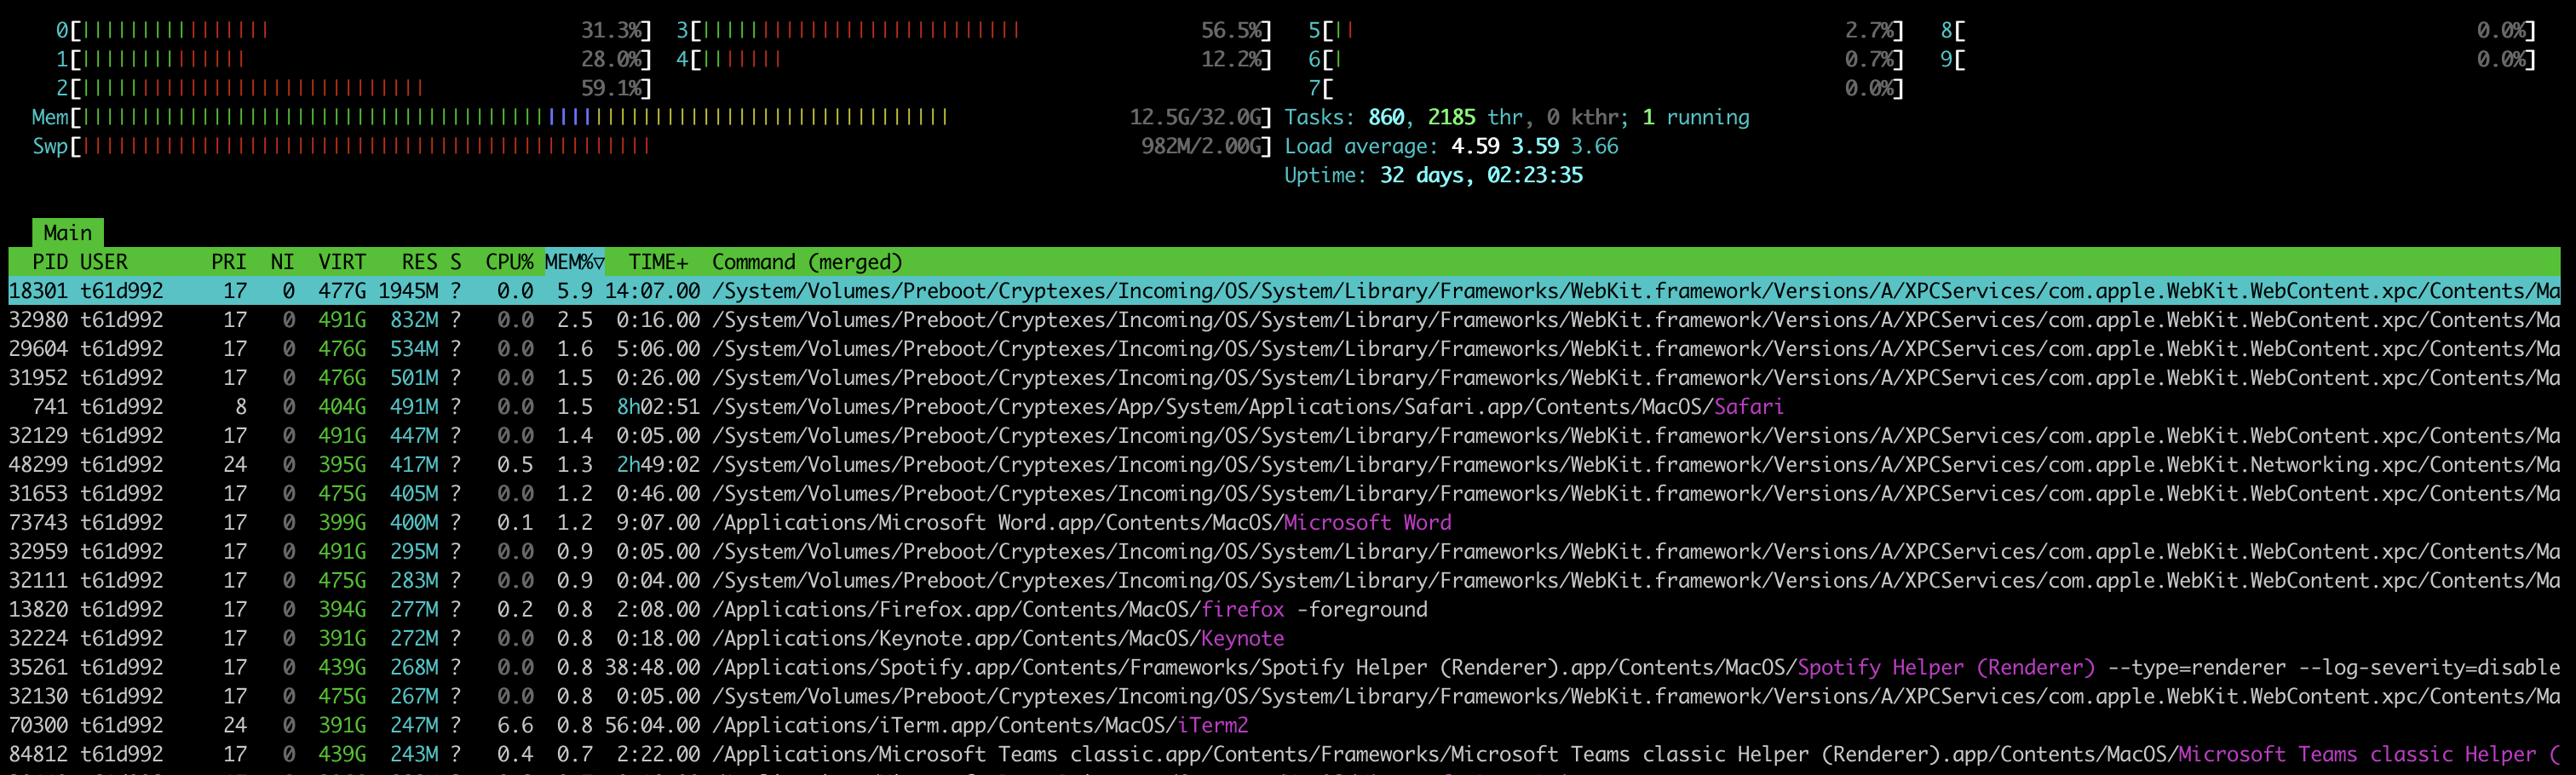 0[||||||||||||||||||                31.3%] 3[|||||||||||||||||||||||||||                56.5%] 5[||                2.7%] 8[                0.0%]
1[||||||||||||||||                28.0%] 4[|||||||                12.2%] 6[|                0.7%] 9[                0.0%]
2[|||||||||||||||||||||||||||||                59.1%] 7[                0.0%]
Mem[|||||||||||||||||||||||||||||||||||||||||||||||||||||||||||||||||||||||||                12.5G/32.0G] Tasks: 860, 2185 thr, 0 kthr; 1 running
Swp[||||||||||||||||||||||||||||||||||||||||||||||||                982M/2.00G] Load average: 4.59 3.59 3.66
Uptime: 32 days, 02:23:35
Main
PID USER PRI NI VIRT RES S CPU% MEM%▽ TIME+ Command (merged)
18301 t61d992 17 0 477G 1945M ? 0.0 5.9 14:07.00 /System/Volumes/Preboot/Cryptexes/Incoming/OS/System/Library/Frameworks/WebKit.framework/Versions/A/XPCServices/com.apple.WebKit.WebContent.xpc/Contents/Ma
32980 t61d992 17 0 491G 832M ? 0.0 2.5 0:16.00 /System/Volumes/Preboot/Cryptexes/Incoming/OS/System/Library/Frameworks/WebKit.framework/Versions/A/XPCServices/com.apple.WebKit.WebContent.xpc/Contents/Ma
29604 t61d992 17 0 476G 534M ? 0.0 1.6 5:06.00 /System/Volumes/Preboot/Cryptexes/Incoming/OS/System/Library/Frameworks/WebKit.framework/Versions/A/XPCServices/com.apple.WebKit.WebContent.xpc/Contents/Ma
31952 t61d992 17 0 476G 501M ? 0.0 1.5 0:26.00 /System/Volumes/Preboot/Cryptexes/Incoming/OS/System/Library/Frameworks/WebKit.framework/Versions/A/XPCServices/com.apple.WebKit.WebContent.xpc/Contents/Ma
741 t61d992 8 0 404G 491M ? 0.0 1.5 8h02:51 /System/Volumes/Preboot/Cryptexes/App/System/Applications/Safari.app/Contents/MacOS/Safari
32129 t61d992 17 0 491G 447M ? 0.0 1.4 0:05.00 /System/Volumes/Preboot/Cryptexes/Incoming/OS/System/Library/Frameworks/WebKit.framework/Versions/A/XPCServices/com.apple.WebKit.WebContent.xpc/Contents/Ma
48299 t61d992 24 0 395G 417M ? 0.5 1.3 2h49:02 /System/Volumes/Preboot/Cryptexes/Incoming/OS/System/Library/Frameworks/WebKit.framework/Versions/A/XPCServices/com.apple.WebKit.Networking.xpc/Contents/Ma
31653 t61d992 17 0 475G 405M ? 0.0 1.2 0:46.00 /System/Volumes/Preboot/Cryptexes/Incoming/OS/System/Library/Frameworks/WebKit.framework/Versions/A/XPCServices/com.apple.WebKit.WebContent.xpc/Contents/Ma
73743 t61d992 17 0 399G 400M ? 0.1 1.2 9:07.00 /Applications/Microsoft Word.app/Contents/MacOS/Microsoft Word
32959 t61d992 17 0 491G 295M ? 0.0 0.9 0:05.00 /System/Volumes/Preboot/Cryptexes/Incoming/OS/System/Library/Frameworks/WebKit.framework/Versions/A/XPCServices/com.apple.WebKit.WebContent.xpc/Contents/Ma
32111 t61d992 17 0 475G 283M ? 0.0 0.9 0:04.00 /System/Volumes/Preboot/Cryptexes/Incoming/OS/System/Library/Frameworks/WebKit.framework/Versions/A/XPCServices/com.apple.WebKit.WebContent.xpc/Contents/Ma
13820 t61d992 17 0 394G 277M ? 0.2 0.8 2:08.00 /Applications/Firefox.app/Contents/MacOS/firefox -foreground
32224 t61d992 17 0 391G 272M ? 0.0 0.8 0:18.00 /Applications/Keynote.app/Contents/MacOS/Keynote
35261 t61d992 17 0 439G 268M ? 0.0 0.8 38:48.00 /Applications/Spotify.app/Contents/Frameworks/Spotify Helper (Renderer).app/Contents/MacOS/Spotify Helper (Renderer) --type=renderer --log-severity=disable
32130 t61d992 17 0 475G 267M ? 0.0 0.8 0:05.00 /System/Volumes/Preboot/Cryptexes/Incoming/OS/System/Library/Frameworks/WebKit.framework/Versions/A/XPCServices/com.apple.WebKit.WebContent.xpc/Contents/Ma
70300 t61d992 24 0 391G 247M ? 6.6 0.8 56:04.00 /Applications/iTerm.app/Contents/MacOS/iTerm2
84812 t61d992 17 0 439G 243M ? 0.4 0.7 2:22.00 /Applications/Microsoft Teams classic.app/Contents/Frameworks/Microsoft Teams classic Helper (Renderer).app/Contents/MacOS/Microsoft Teams classic Helper (